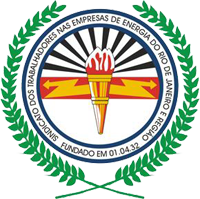 SINDICATO DOS TRABALHADORES NAS EMPRESAS DE ENERGIA DO RIO DE JANEIRO E REGIÃO
FUNDADO EM 01.04.32